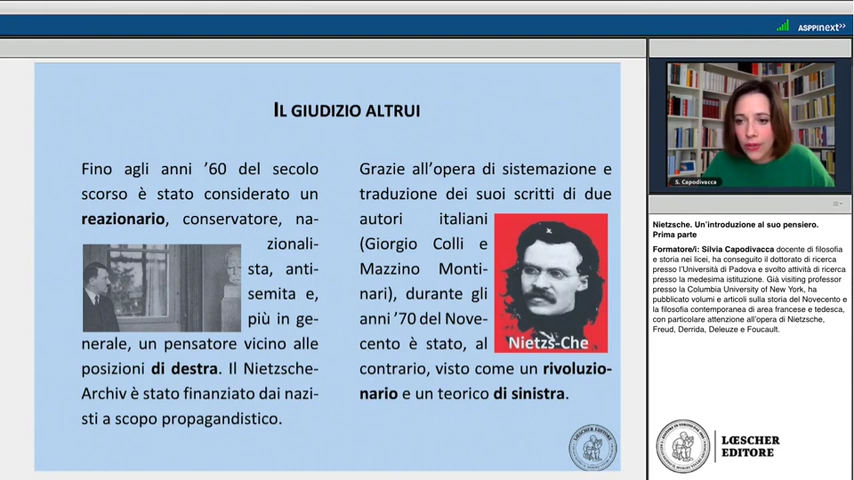 ASPPInext>>
IL GIUDIZIO ALTRUI
Fino agli anni ’60 del secolo
scorso è stato considerato un
reazionario, conservatore, na-
zionali-
sta, anti-
semita e,
più in ge-
nerale, un pensatore vicino alle
posizioni di destra. Il Nietzsche-
Archiv è stato finanziato dai nazi-
sti a scopo propagandistico.
Grazie all’opera di sistemazione e
traduzione dei suoi scritti di due
autori italiani
(Giorgio Colli e
Mazzino Monti-
nari), durante gli
anni ’70 del Nove-
cento è stato, al
contrario, visto come un rivoluzio-
nario e un teorico di sinistra.
Nietzs-Che
S. Capodivacca
Nietzsche. Un’introduzione al suo pensiero.
Prima parte
Formatore/i: Silvia Capodivacca docente di filosofia
e storia nei licei, ha conseguito il dottorato di ricerca
presso l’Università di Padova e svolto attività di ricerca
presso la medesima istituzione. Già visiting professor
presso la Columbia University of New York, ha
pubblicato volumi e articoli sulla storia del Novecento e
la filosofia contemporanea di area francese e tedesca,
con particolare attenzione all’opera di Nietzsche,
Freud, Derrida, Deleuze e Foucault.
LŒSCHER
EDITORE